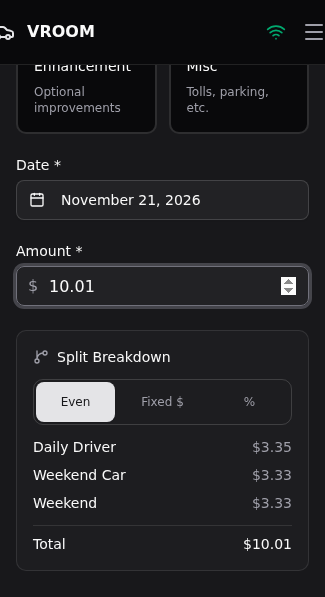 VROOM
Enhancement
Optional
improvements
Misc
Tolls, parking,
etc.
Date *
November 21, 2026
Amount *
$ 10.01
Split Breakdown
Even Fixed $ %
Daily Driver $3.35
Weekend Car $3.33
Weekend $3.33
Total $10.01